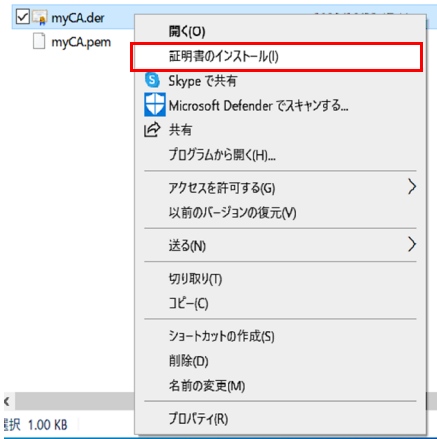 myCA.der
myCA.pem
開く(O)
証明書のインストール(I)
Skype で共有
Microsoft Defender でスキャンする...
共有
プログラムから開く(H)...
アクセスを許可する(G)
以前のバージョンの復元(V)
送る(N)
切り取り(T)
コピー(C)
ショートカットの作成(S)
削除(D)
名前の変更(M)
プロパティ(R)
選択 1.00 KB